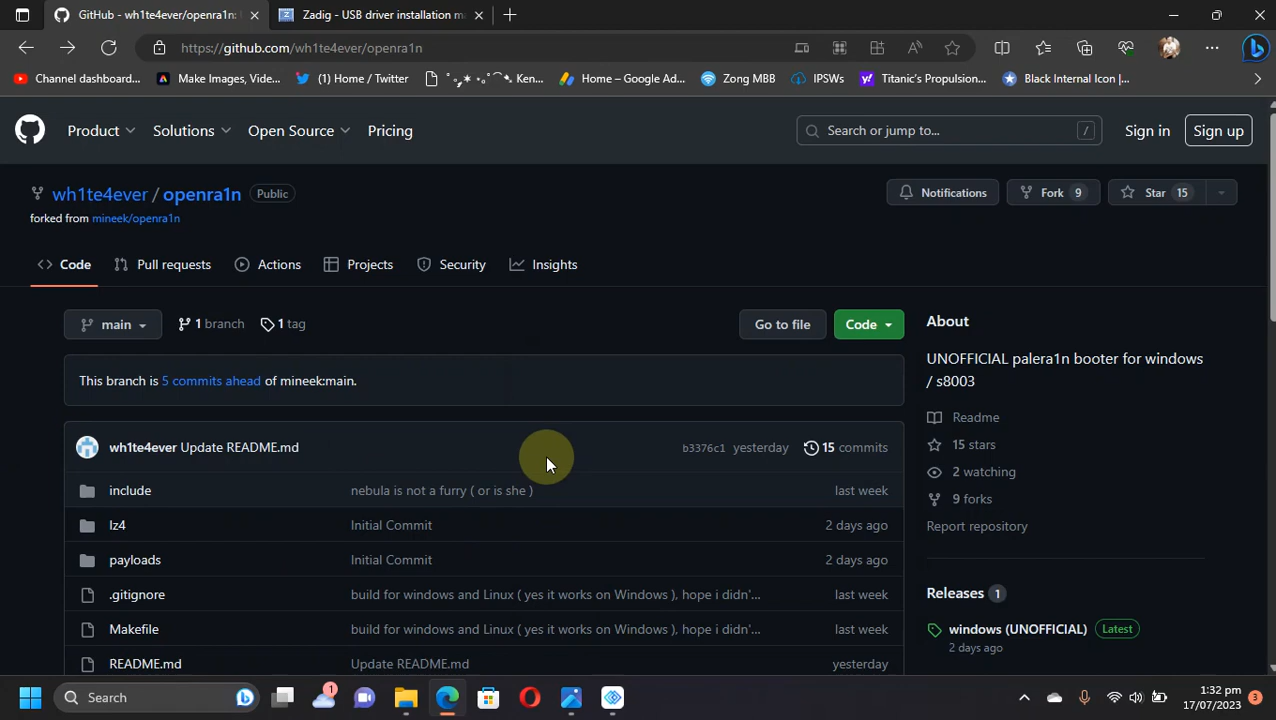 GitHub - wh1te4ever/openra1n:
Zadig - USB driver installation ma
https://github.com/wh1te4ever/openra1n
Channel dashboard...
Make Images, Vide...
(1) Home / Twitter
Ken...
Home – Google Ad...
Zong MBB
IPSWs
Titanic's Propulsion...
Black Internal Icon |...
Product
Solutions
Open Source
Pricing
Search or jump to...
/
Sign in
Sign up
wh1te4ever / openra1n
Public
forked from mineek/openra1n
Notifications
Fork 9
Star 15
Code
Pull requests
Actions
Projects
Security
Insights
main
1 branch
1 tag
Go to file
Code
This branch is 5 commits ahead of mineek:main.
wh1te4ever Update README.md
b3376c1 yesterday
15 commits
include
nebula is not a furry ( or is she )
last week
lz4
Initial Commit
2 days ago
payloads
Initial Commit
2 days ago
.gitignore
build for windows and Linux ( yes it works on Windows ), hope i didn'...
last week
Makefile
build for windows and Linux ( yes it works on Windows ), hope i didn'...
last week
README.md
Update README.md
yesterday
About
UNOFFICIAL palera1n booter for windows
/ s8003
Readme
15 stars
2 watching
9 forks
Report repository
Releases 1
windows (UNOFFICIAL)
Latest
2 days ago
Search
1
1:32 pm
17/07/2023
3